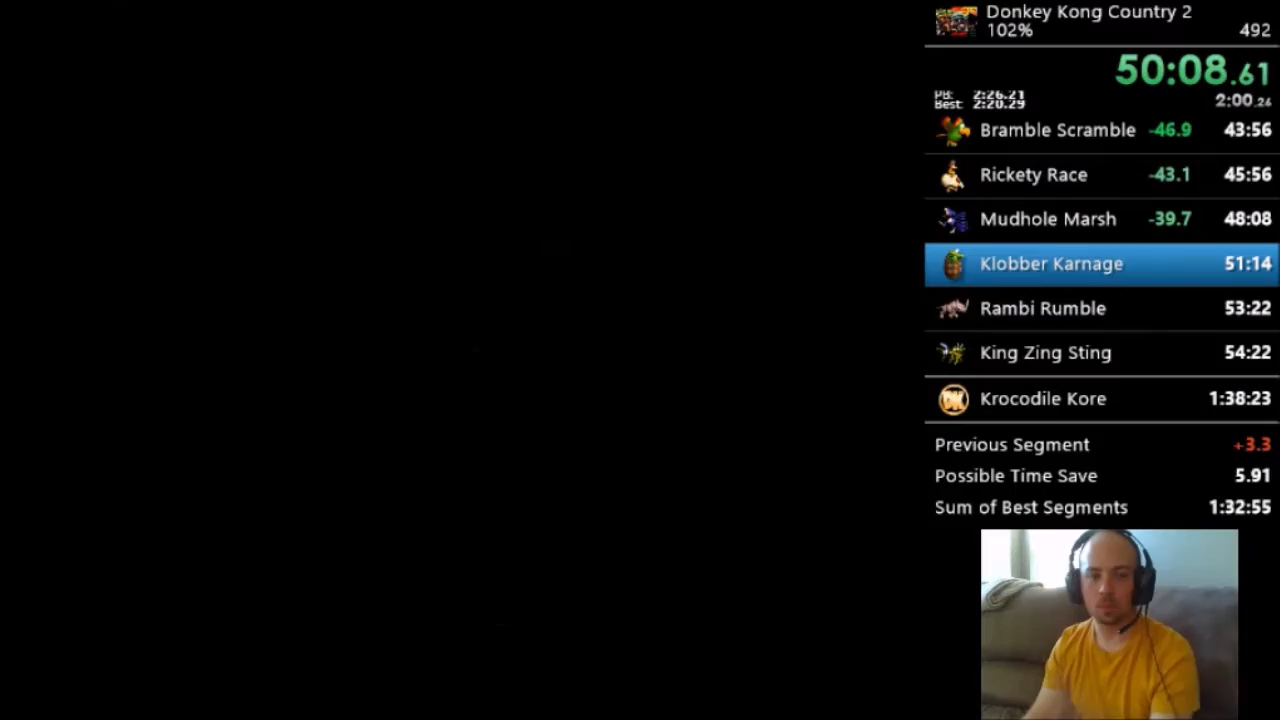 Donkey Kong Country 2
102% 492
50:08.61
PB: 2:26.21
Best: 2:20.29 2:00.26
Bramble Scramble -46.9 43:56
Rickety Race -43.1 45:56
Mudhole Marsh -39.7 48:08
Klobber Karnage 51:14
Rambi Rumble 53:22
King Zing Sting 54:22
Krocodile Kore 1:38:23
Previous Segment +3.3
Possible Time Save 5.91
Sum of Best Segments 1:32:55